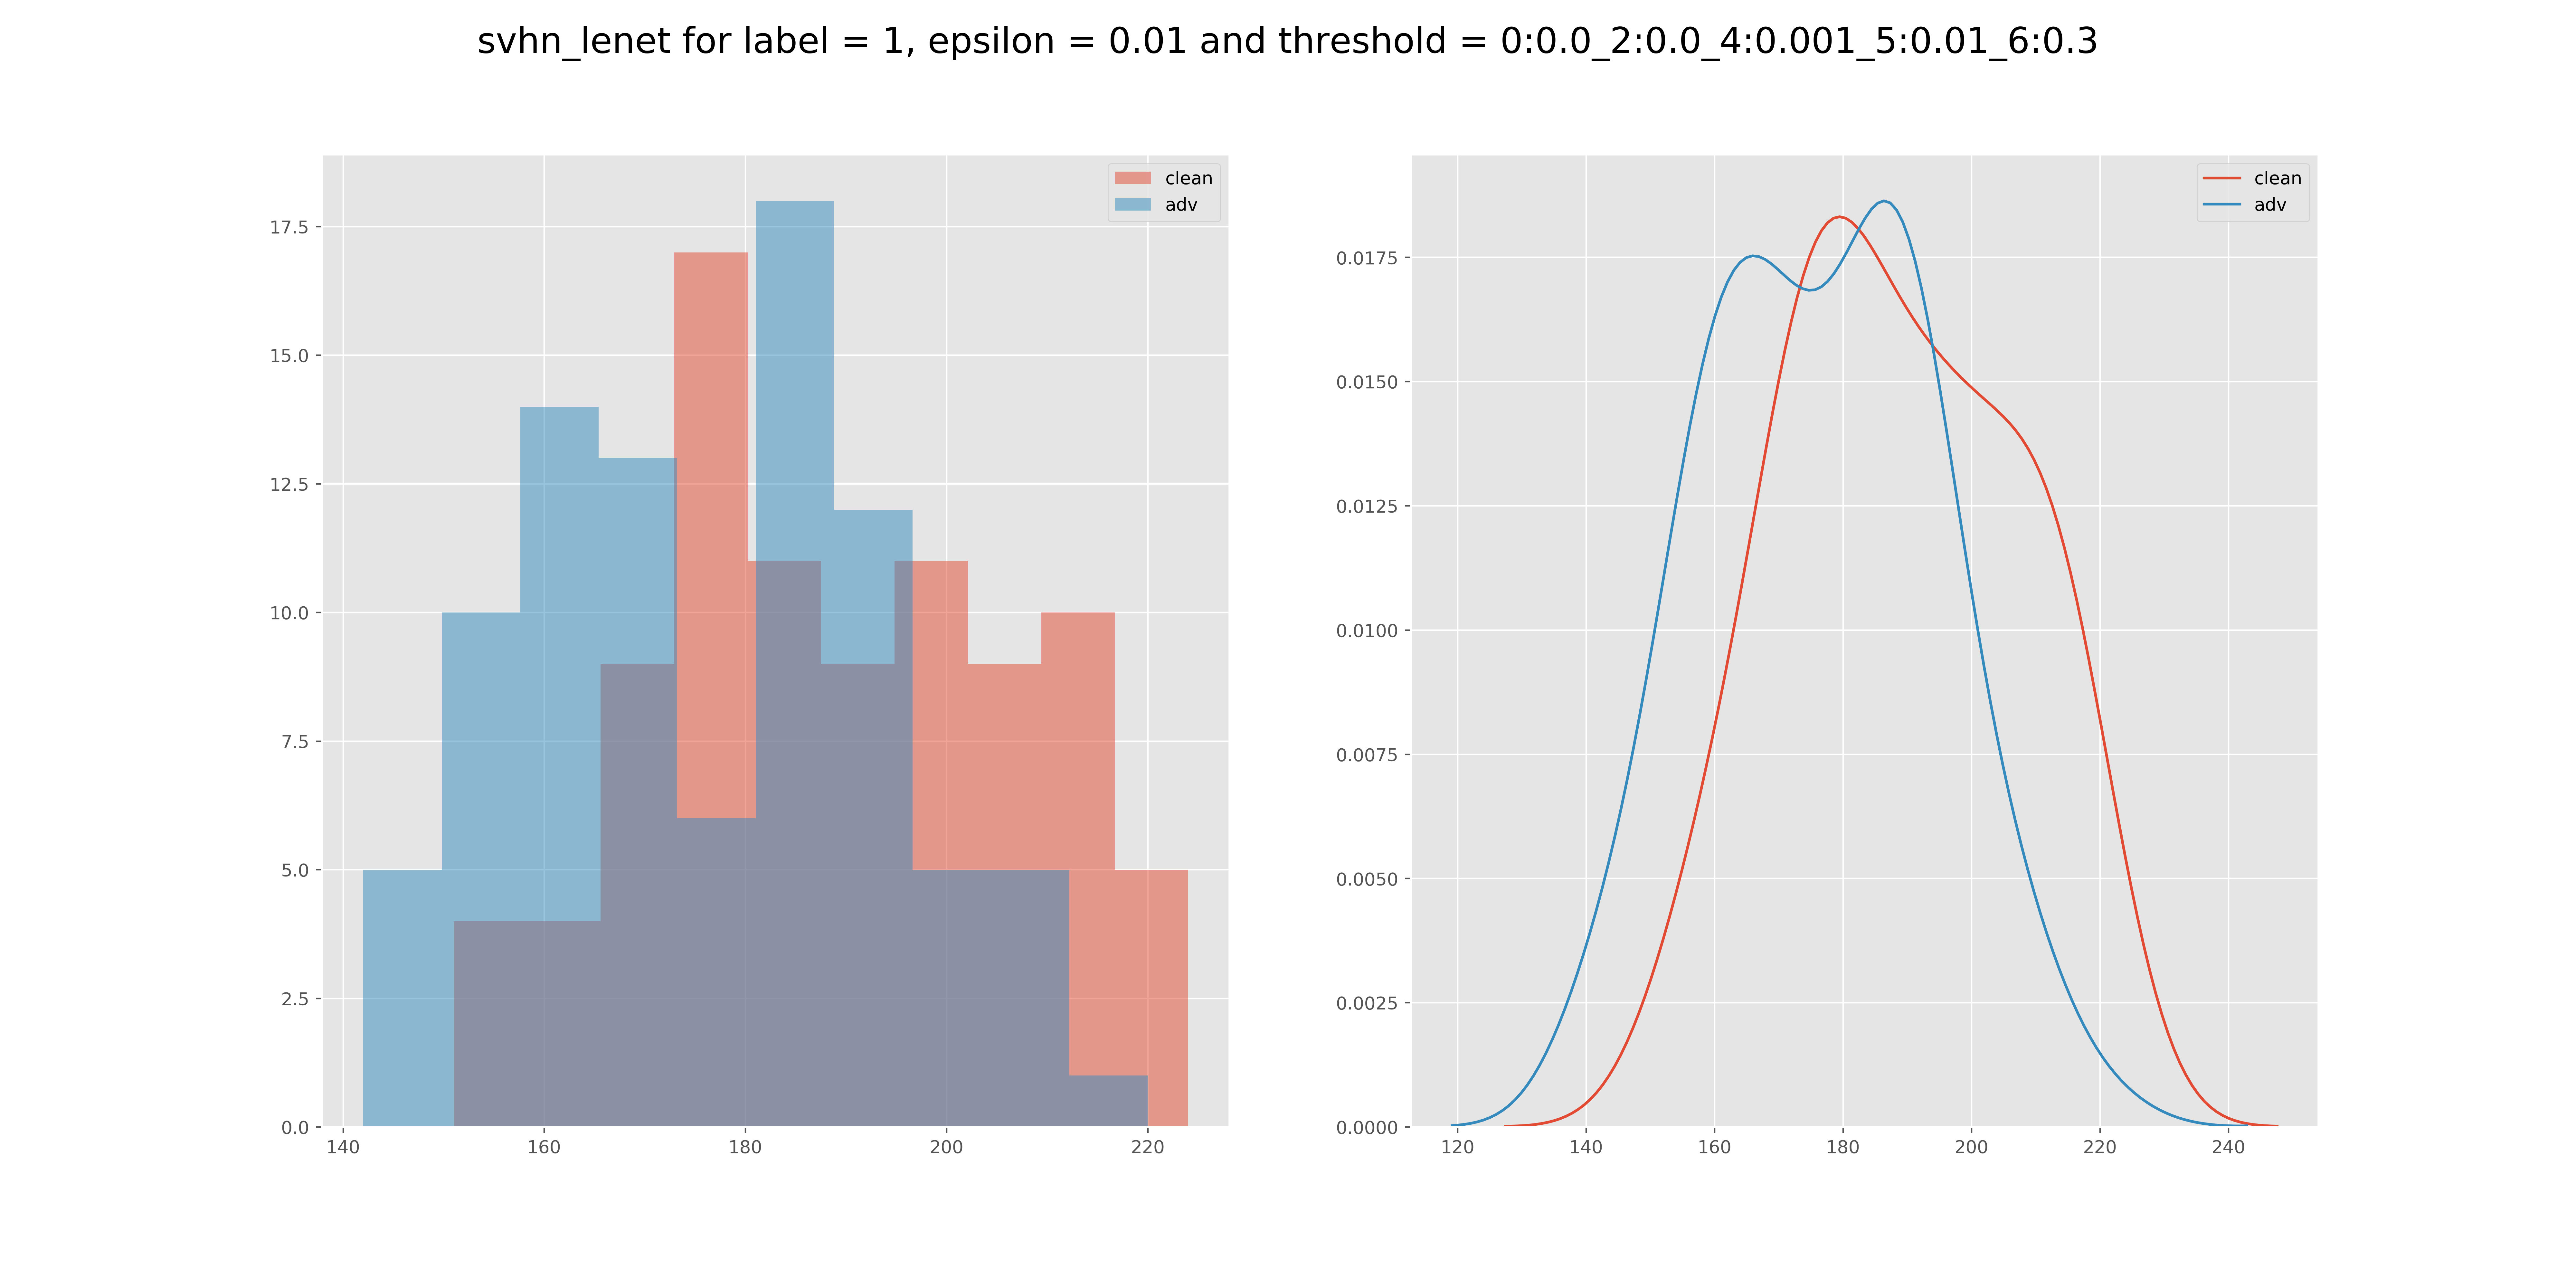 svhn_lenet for label = 1, epsilon = 0.01 and threshold = 0:0.0_2:0.0_4:0.001_5:0.01_6:0.3
clean
adv
17.5
15.0
12.5
10.0
7.5
5.0
2.5
0.0
140 160 180 200 220
clean
adv
0.0175
0.0150
0.0125
0.0100
0.0075
0.0050
0.0025
0.0000
120 140 160 180 200 220 240